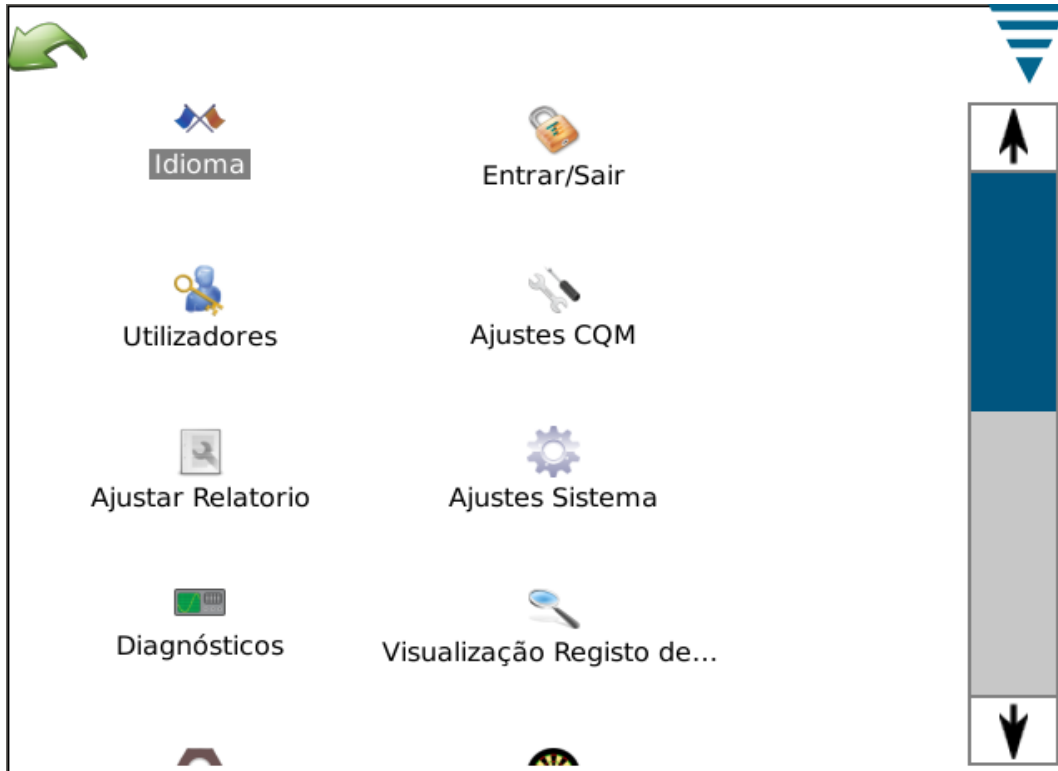 Idioma
Entrar/Sair
Utilizadores
Ajustes CQM
Ajustar Relatorio
Ajustes Sistema
Diagnósticos
Visualização Registo de...